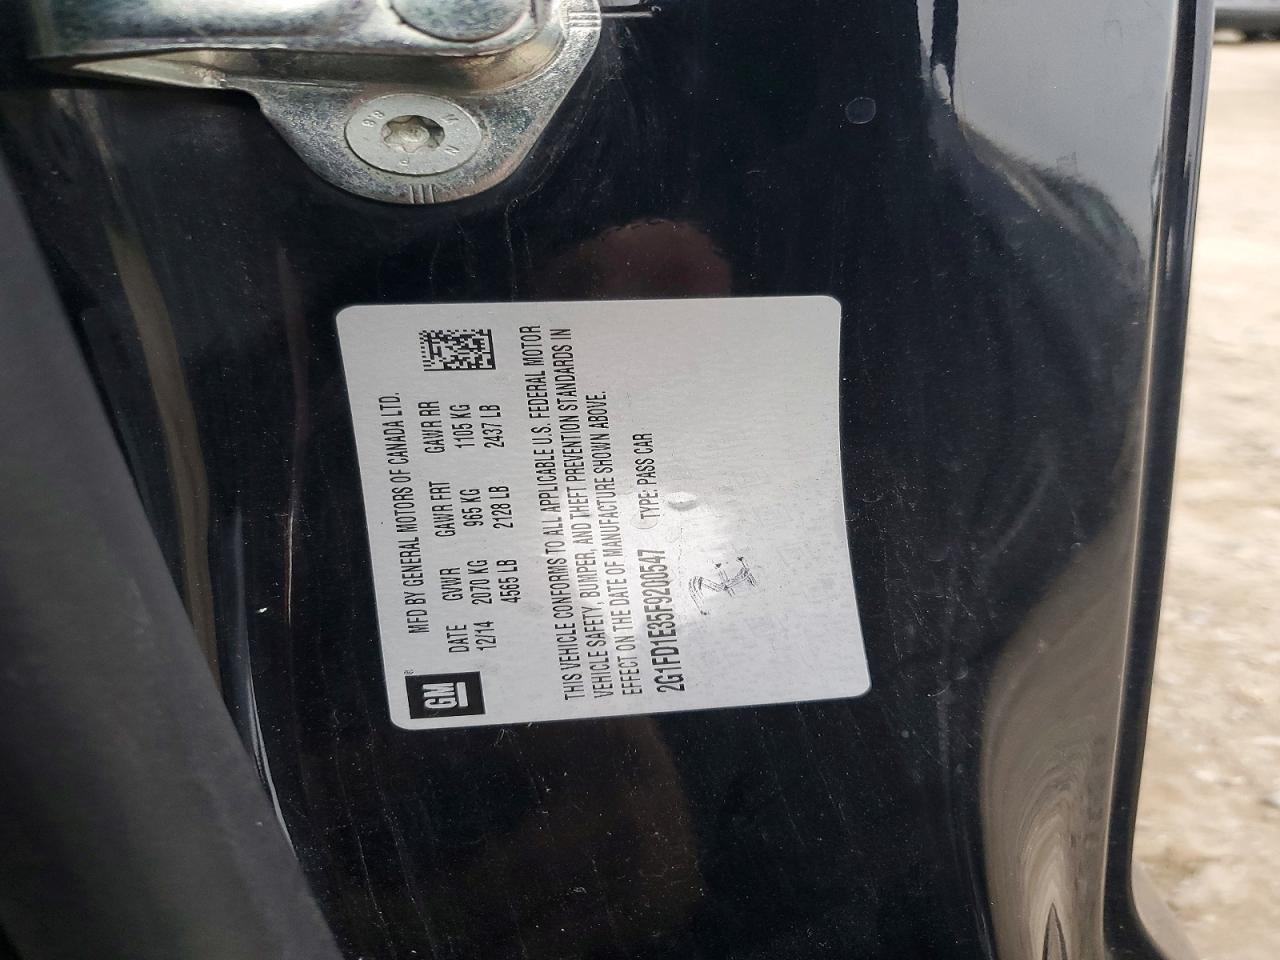 GM
®
MFD BY GENERAL MOTORS OF CANADA LTD.
DATE GVWR GAWR FRT GAWR RR
12/14 2070 KG 965 KG 1105 KG
4565 LB 2128 LB 2437 LB
THIS VEHICLE CONFORMS TO ALL APPLICABLE U.S. FEDERAL MOTOR
VEHICLE SAFETY, BUMPER, AND THEFT PREVENTION STANDARDS IN
EFFECT ON THE DATE OF MANUFACTURE SHOWN ABOVE.
2G1FD1E35F9200547 TYPE: PASS CAR